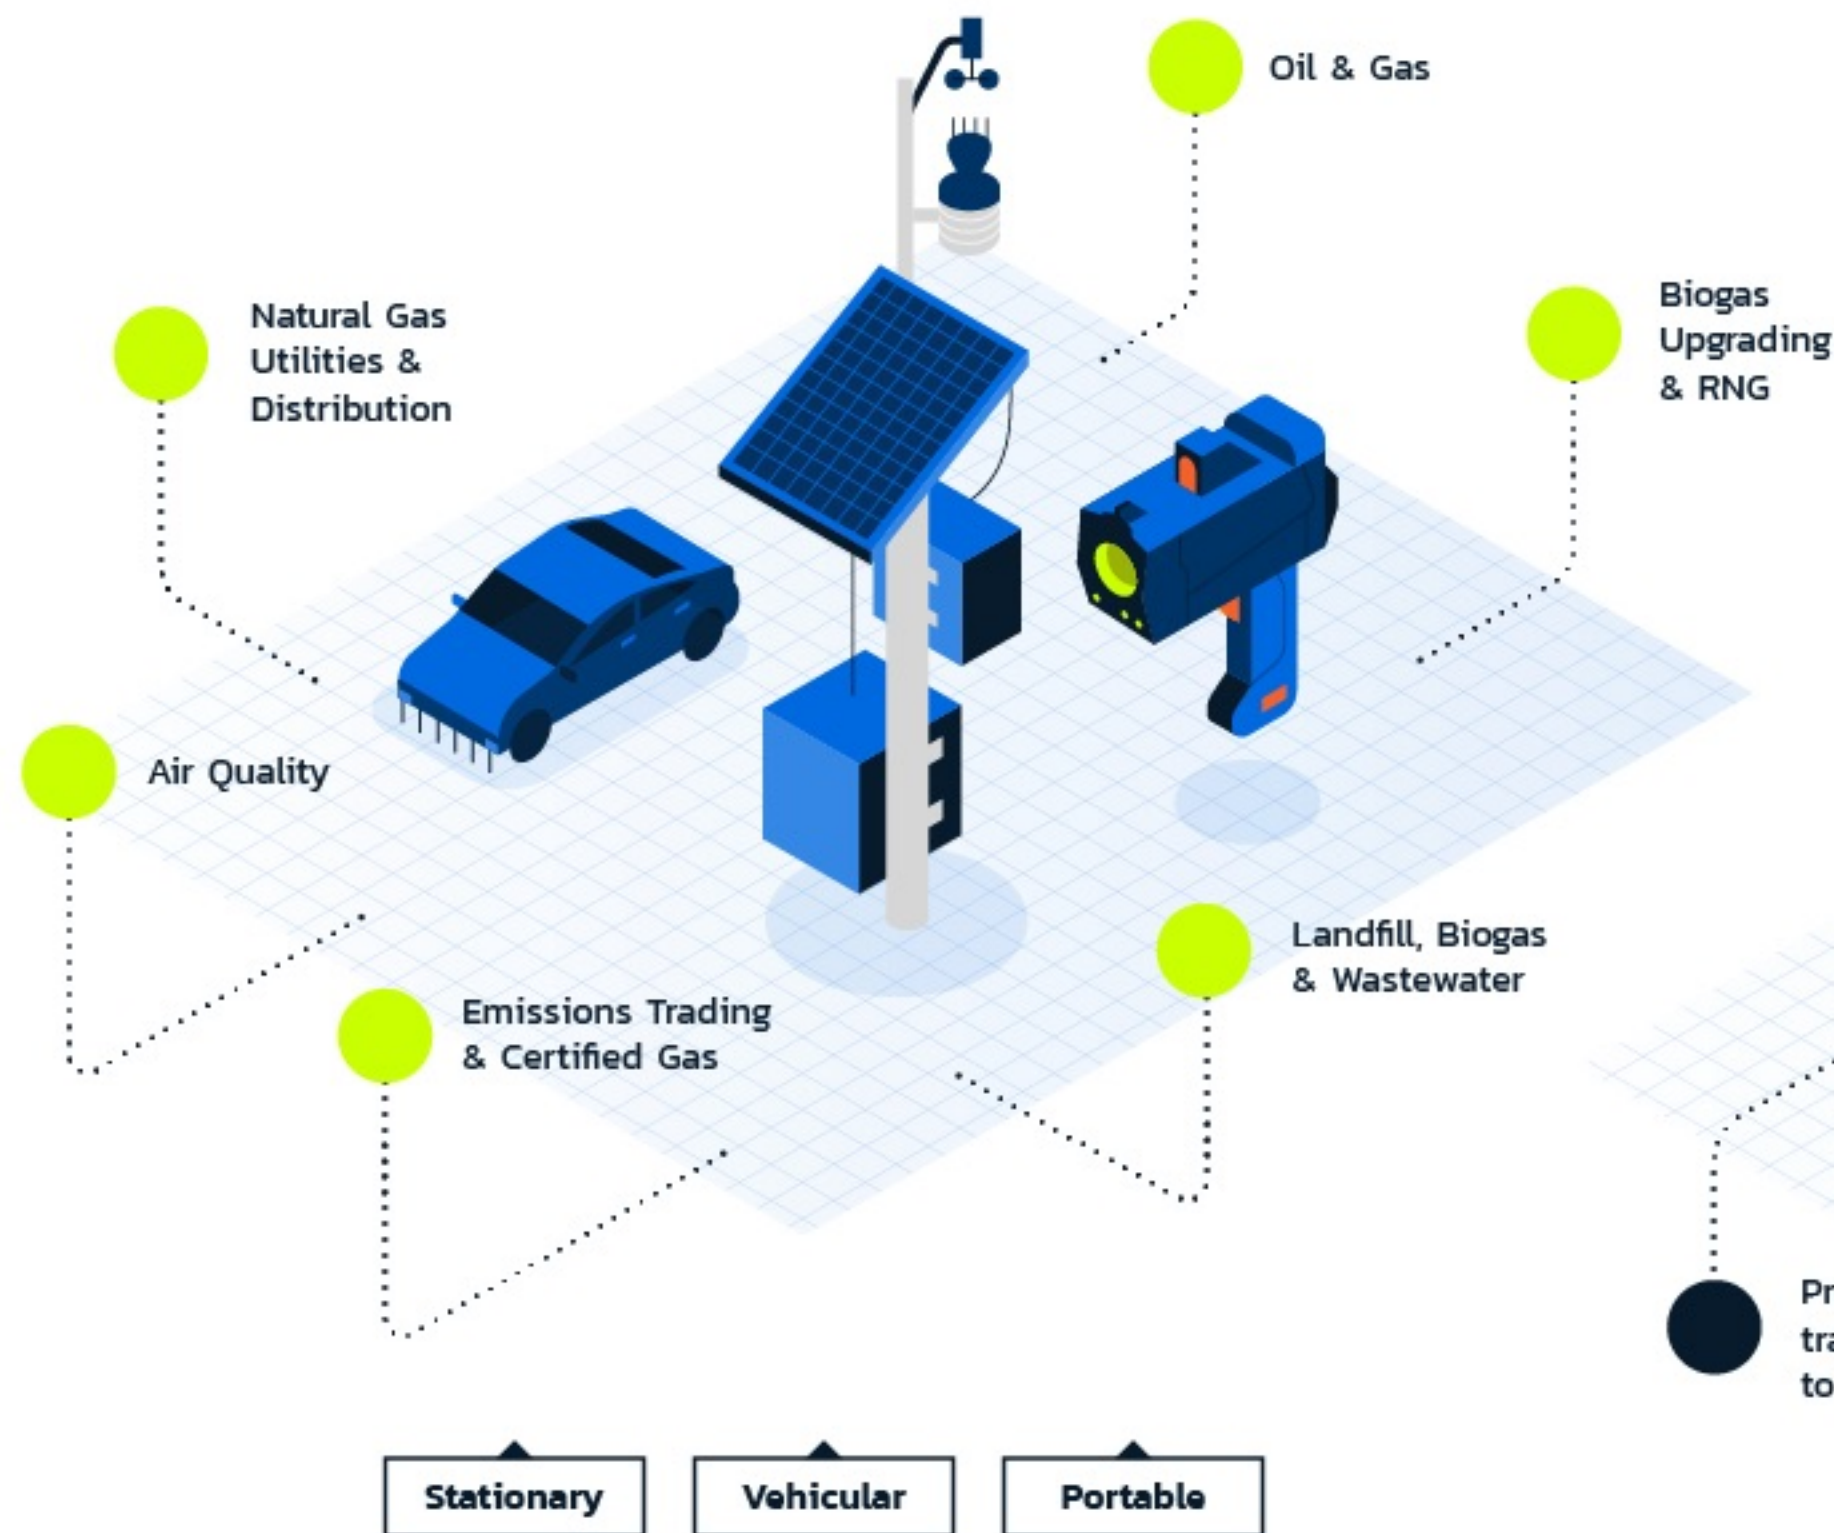 Oil & Gas
Natural Gas
Utilities &
Distribution
Biogas
Upgrading
& RNG
Air Quality
Landfill, Biogas
& Wastewater
Emissions Trading
& Certified Gas
to
Stationary
Vehicular
Portable